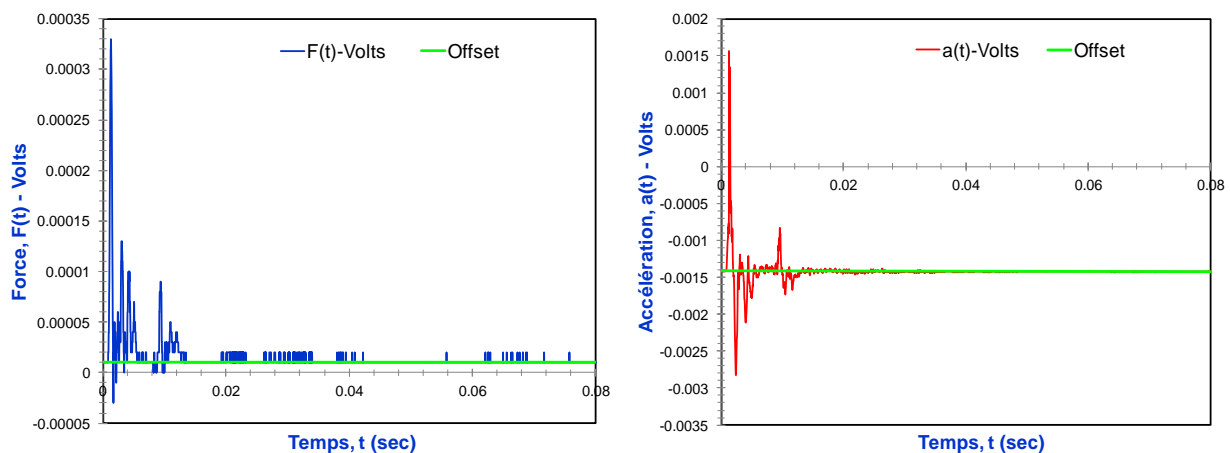 0.00035
0.0003
0.00025
0.0002
0.00015
0.0001
0.00005
0
-0.00005
Force, F(t) - Volts
F(t)-Volts Offset
0 0.02 0.04 0.06 0.08
Temps, t (sec)
0.002
0.0015
0.001
0.0005
0
-0.0005
-0.001
-0.0015
-0.002
-0.0025
-0.003
-0.0035
Accélération, a(t) - Volts
a(t)-Volts Offset
0 0.02 0.04 0.06 0.08
Temps, t (sec)